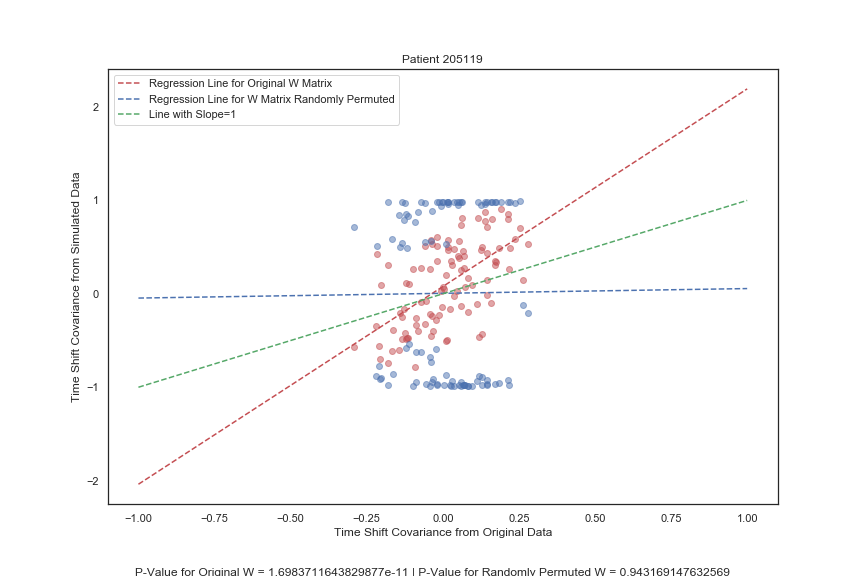 Patient 205119
Regression Line for Original W Matrix
Regression Line for W Matrix Randomly Permuted
Line with Slope=1
Time Shift Covariance from Simulated Data
2
1
0
−1
−2
−1.00 −0.75 −0.50 −0.25 0.00 0.25 0.50 0.75 1.00
Time Shift Covariance from Original Data
P-Value for Original W = 1.6983711643829877e-11 | P-Value for Randomly Permuted W = 0.943169147632569